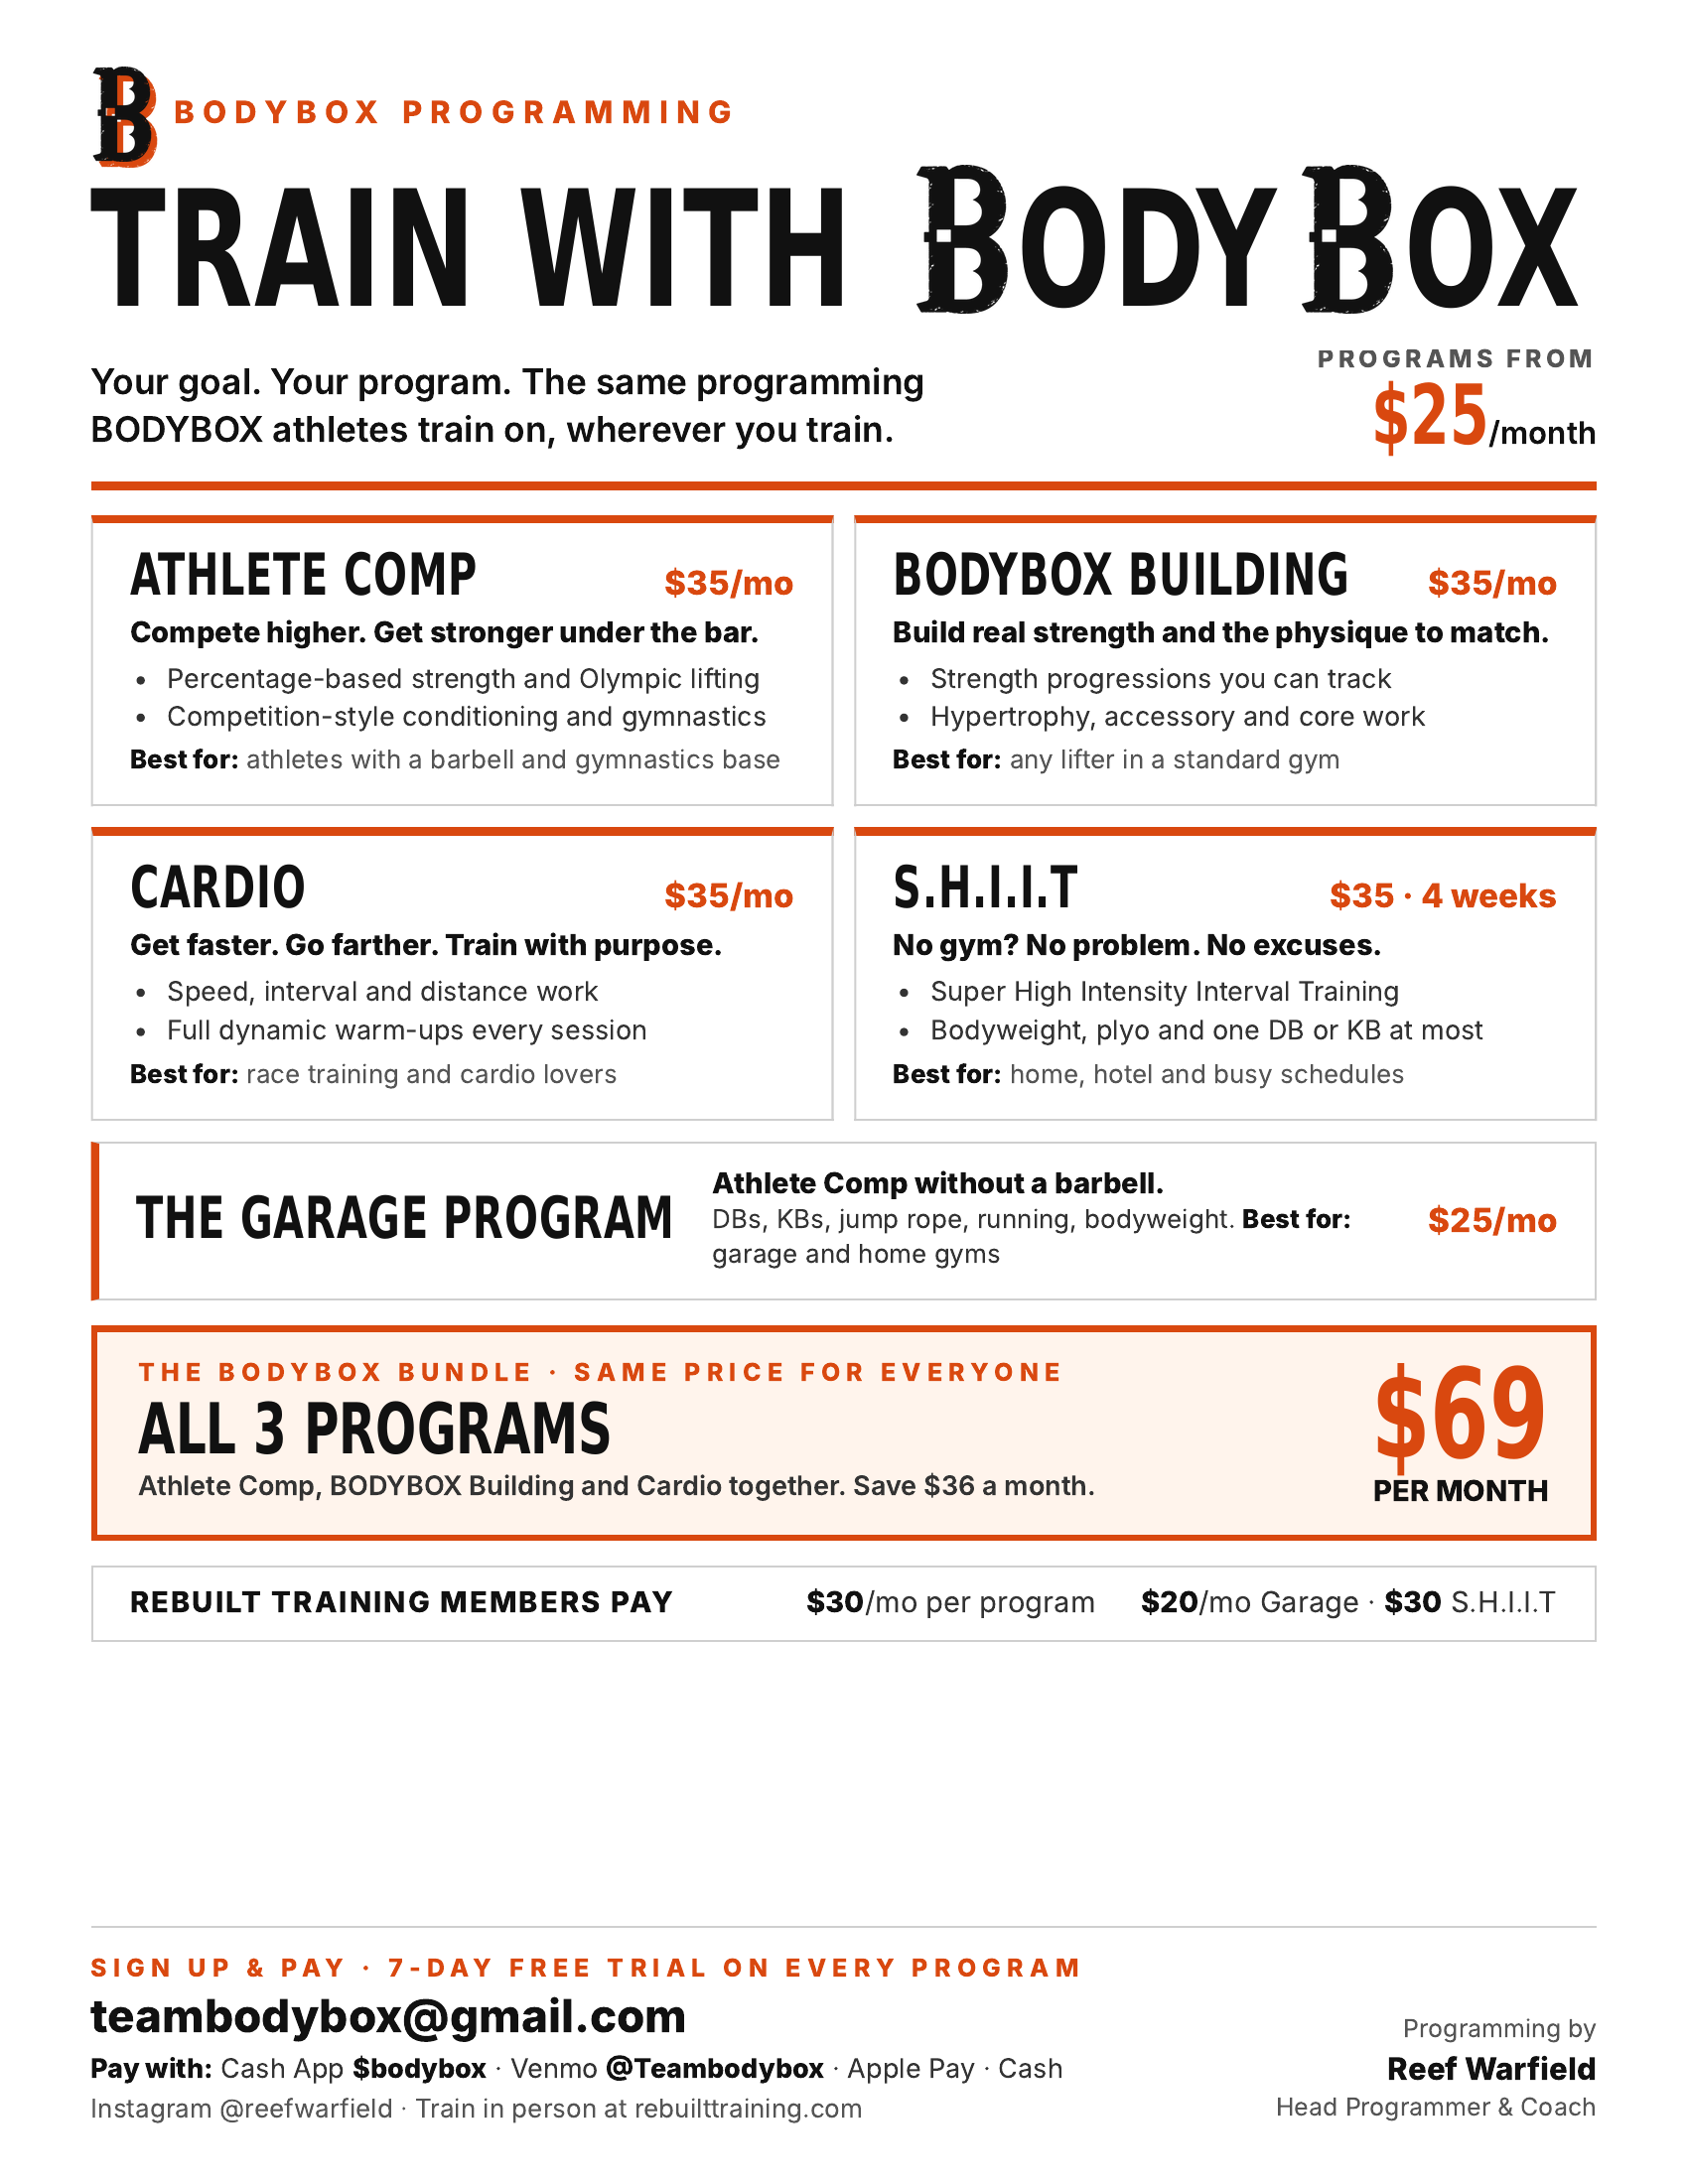 B BODYBOX PROGRAMMING
TRAIN WITH BODYBOX
Your goal. Your program. The same programming
BODYBOX athletes train on, wherever you train.
PROGRAMS FROM
$25/month
ATHLETE COMP $35/mo
Compete higher. Get stronger under the bar.
• Percentage-based strength and Olympic lifting
• Competition-style conditioning and gymnastics
Best for: athletes with a barbell and gymnastics base
BODYBOX BUILDING $35/mo
Build real strength and the physique to match.
• Strength progressions you can track
• Hypertrophy, accessory and core work
Best for: any lifter in a standard gym
CARDIO $35/mo
Get faster. Go farther. Train with purpose.
• Speed, interval and distance work
• Full dynamic warm-ups every session
Best for: race training and cardio lovers
S.H.I.I.T $35 · 4 weeks
No gym? No problem. No excuses.
• Super High Intensity Interval Training
• Bodyweight, plyo and one DB or KB at most
Best for: home, hotel and busy schedules
THE GARAGE PROGRAM
Athlete Comp without a barbell.
DBs, KBs, jump rope, running, bodyweight. Best for:
garage and home gyms
$25/mo
THE BODYBOX BUNDLE · SAME PRICE FOR EVERYONE
ALL 3 PROGRAMS
Athlete Comp, BODYBOX Building and Cardio together. Save $36 a month.
$69
PER MONTH
REBUILT TRAINING MEMBERS PAY $30/mo per program $20/mo Garage · $30 S.H.I.I.T
SIGN UP & PAY · 7-DAY FREE TRIAL ON EVERY PROGRAM
teambodybox@gmail.com
Pay with: Cash App $bodybox · Venmo @Teambodybox · Apple Pay · Cash
Instagram @reefwarfield · Train in person at rebuilttraining.com
Programming by
Reef Warfield
Head Programmer & Coach